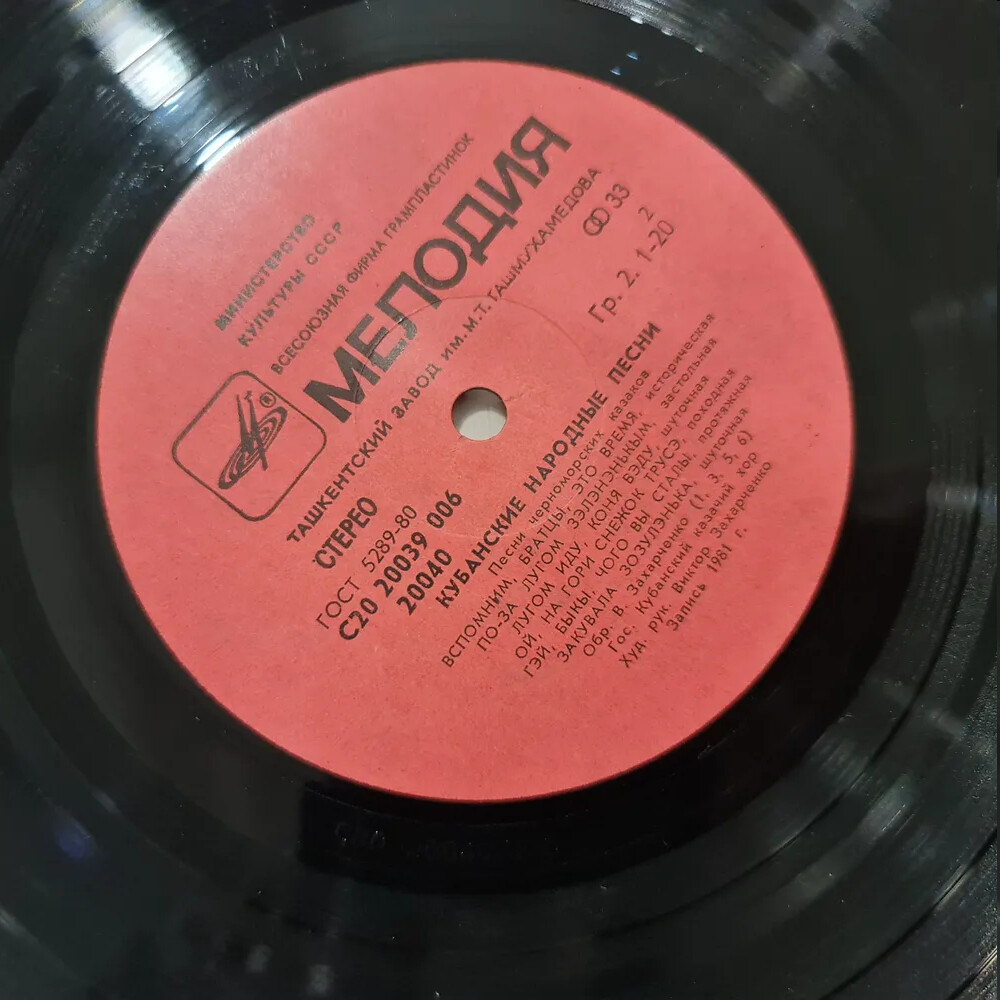 МИНИСТЕРСТВО
КУЛЬТУРЫ СССР
ВСЕСОЮЗНАЯ ФИРМА ГРАМПЛАСТИНОК
МЕЛОДИЯ
®
ТАШКЕНТСКИЙ ЗАВОД ИМ. М. Т. ТАШМУХАМЕДОВА
СТЕРЕО
33
ГОСТ 5289-80
2
С20 20039 006
Гр. 2. 1-20
20040
КУБАНСКИЕ НАРОДНЫЕ ПЕСНИ
Песни черноморских казаков
ВСПОМНИМ, БРАТЦЫ, ЭТО ВРЕМЯ, историческая
ПО-ЗА ЛУГОМ ЗЭЛЭНЭНЬКЫМ, застольная
ЛУГОМ ИДУ, КОНЯ ВЭДУ, шуточная
ОЙ, НА ГОРИ СНЕЖОК ТРУСЭ, походная
ГЭЙ, БЫКЫ, ЧОГО ВЫ СТАЛЫ, протяжная
ЗАКУВАЛА ЗОЗУЛЭНЬКА, шуточная
Обр. В. Захарченко (1, 3, 5, 6)
Гос. Кубанский казачий хор
Худ. рук. Виктор Захарченко
Запись 1981 г.